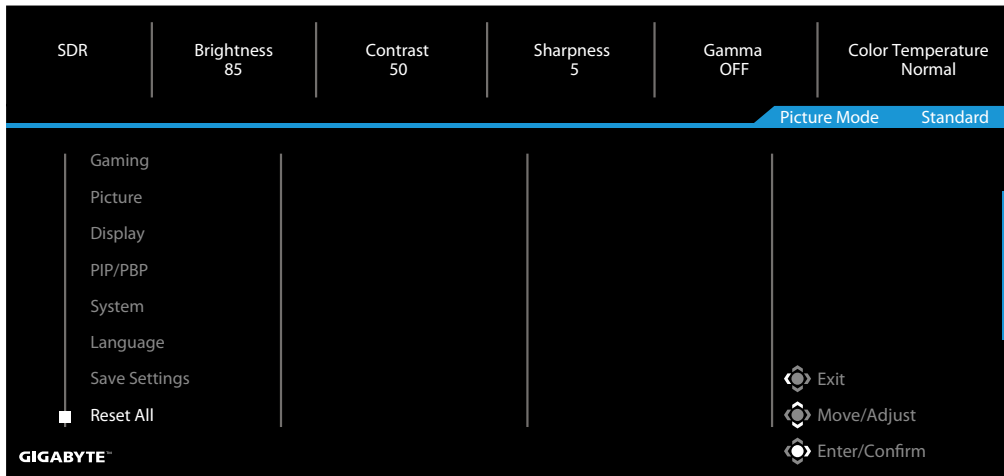 SDR
Brightness
85
Contrast
50
Sharpness
5
Gamma
OFF
Color Temperature
Normal
Picture Mode Standard
Gaming
Picture
Display
PIP/PBP
System
Language
Save Settings
Reset All
Exit
Move/Adjust
Enter/Confirm
GIGABYTE™